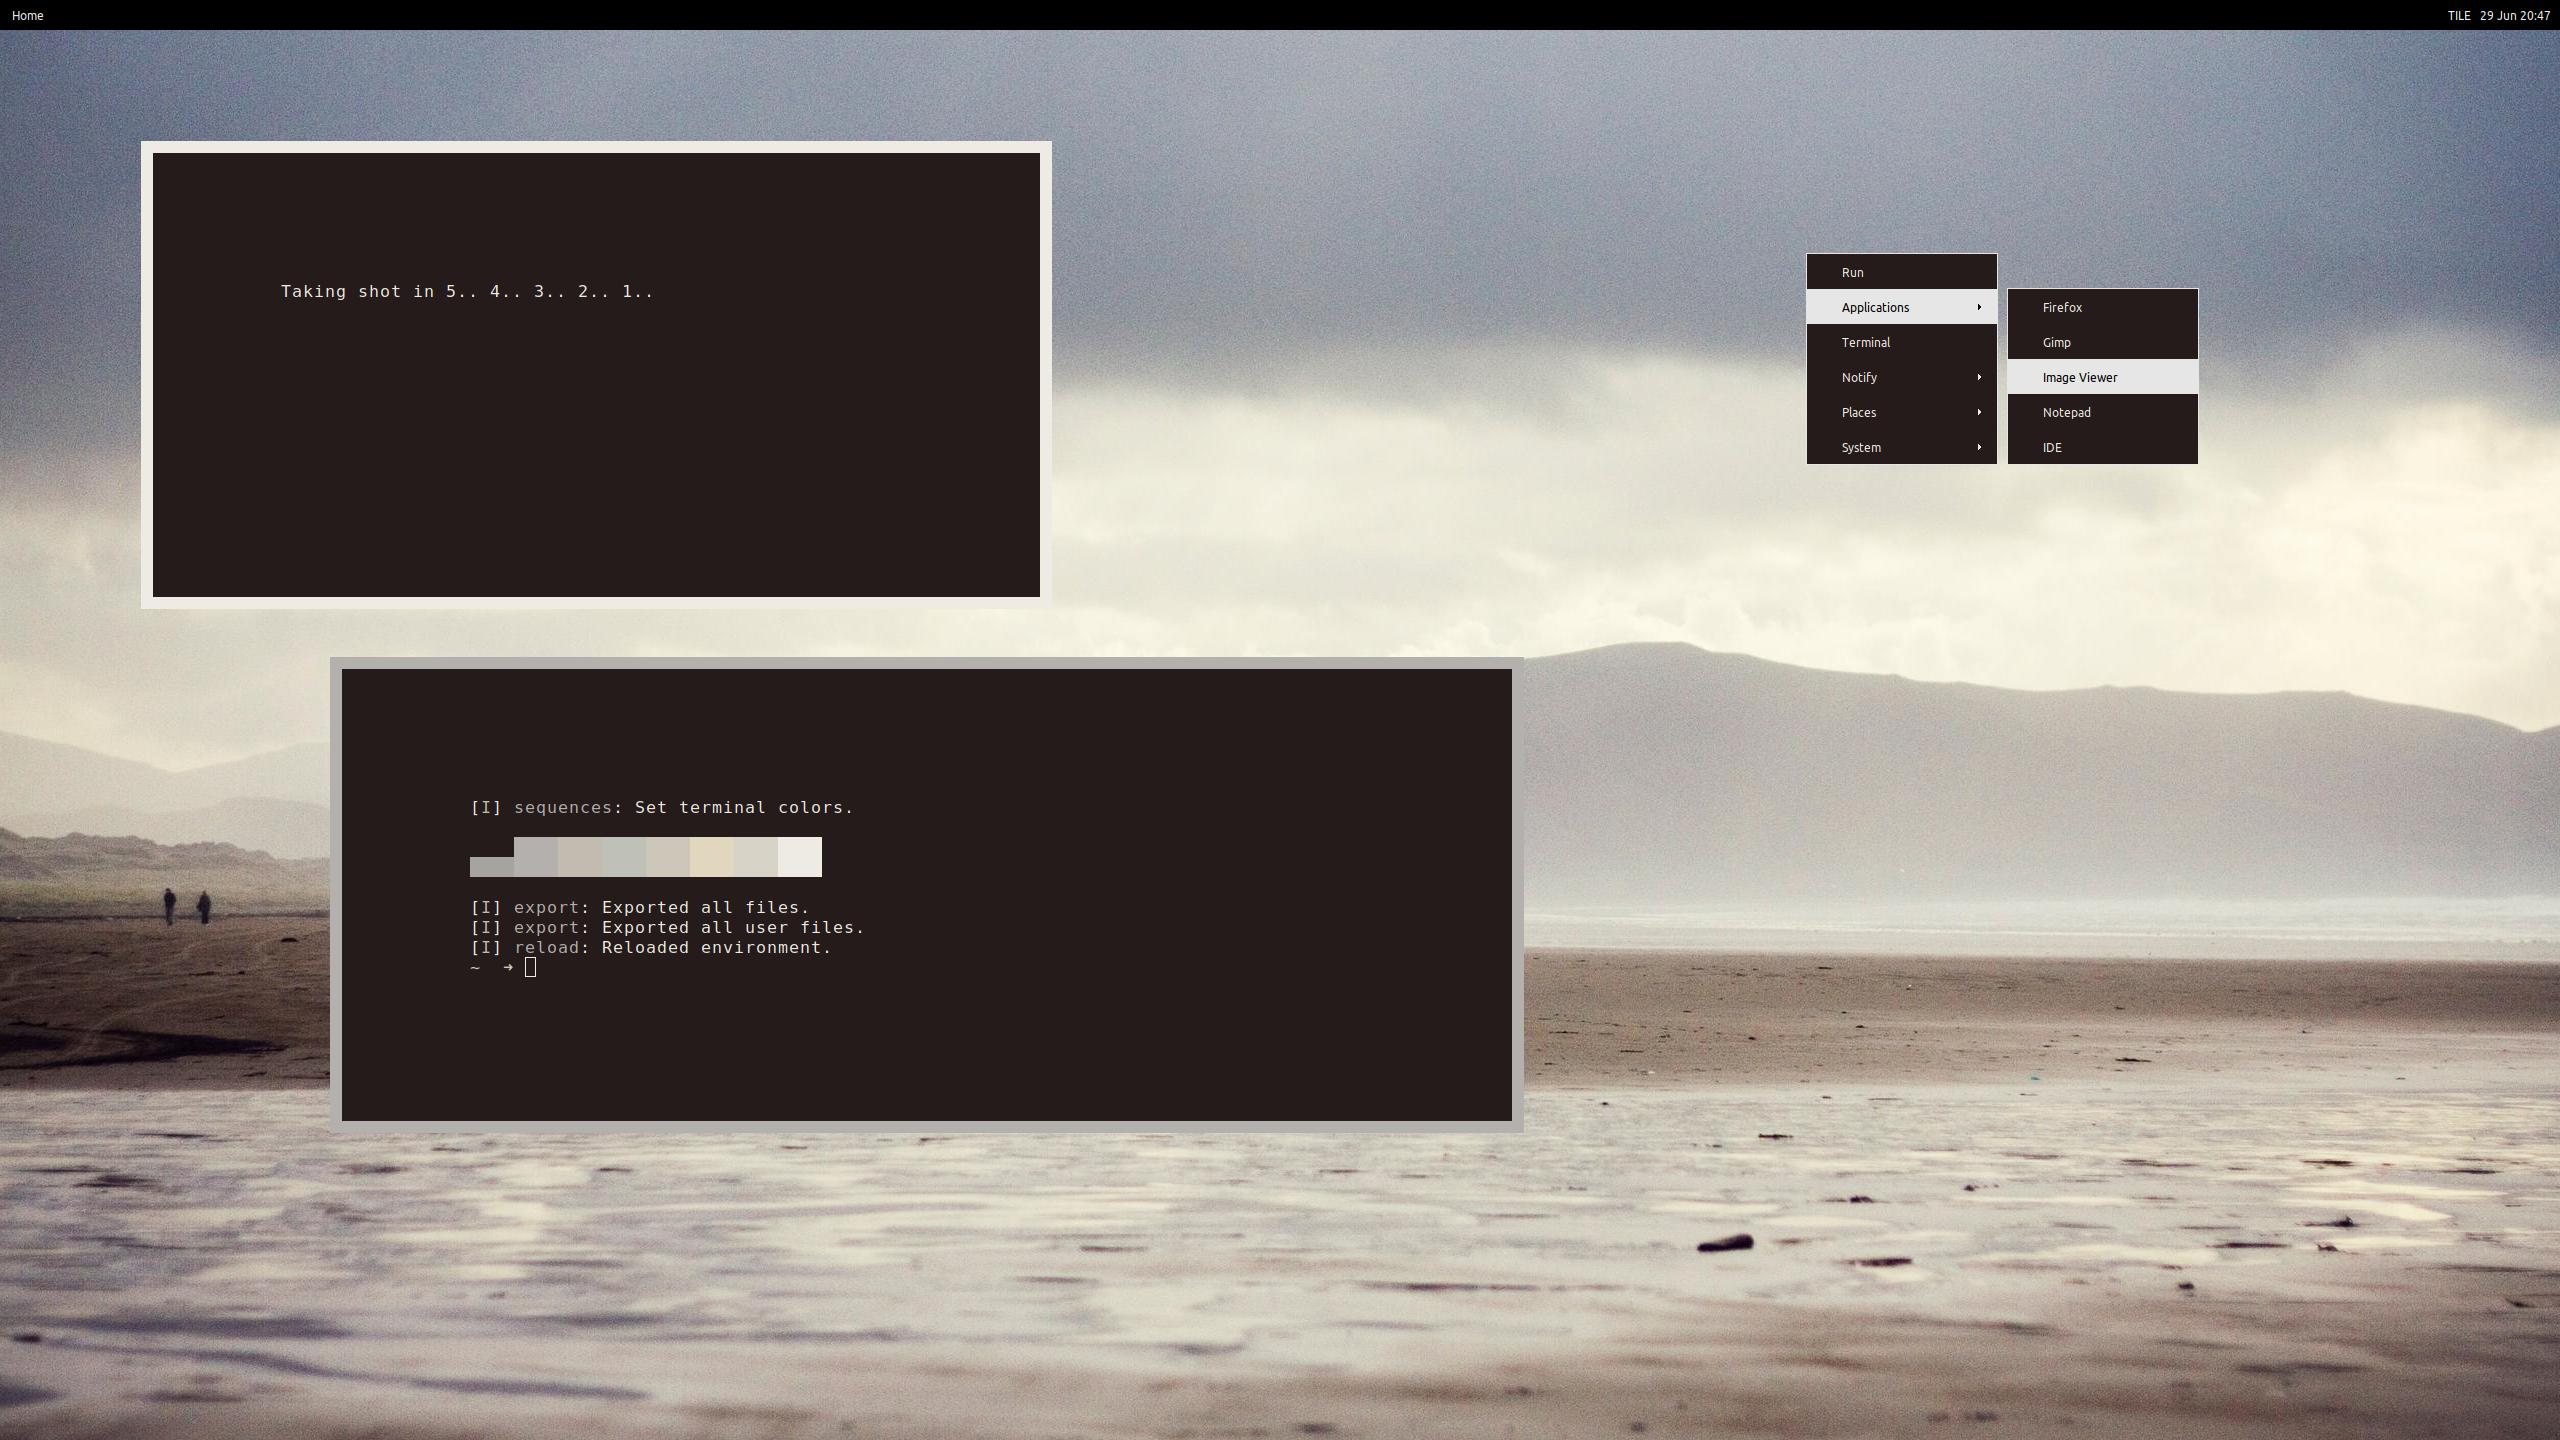 Home
TILE 29 Jun 20:47
Taking shot in 5.. 4.. 3.. 2.. 1..
Run
Applications
Terminal
Notify
Places
System
Firefox
Gimp
Image Viewer
Notepad
IDE
[I] sequences: Set terminal colors.
[I] export: Exported all files.
[I] export: Exported all user files.
[I] reload: Reloaded environment.
~ ➜